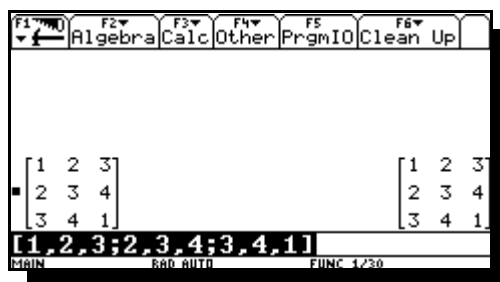 F1 F2 Algebra F3 Calc F4 Other F5 PrgmIO F6 Clean Up
1 2 3 1 2 3
2 3 4 2 3 4
3 4 1 3 4 1
[1,2,3;2,3,4;3,4,1]
MAIN RAD AUTO FUNC 1/30